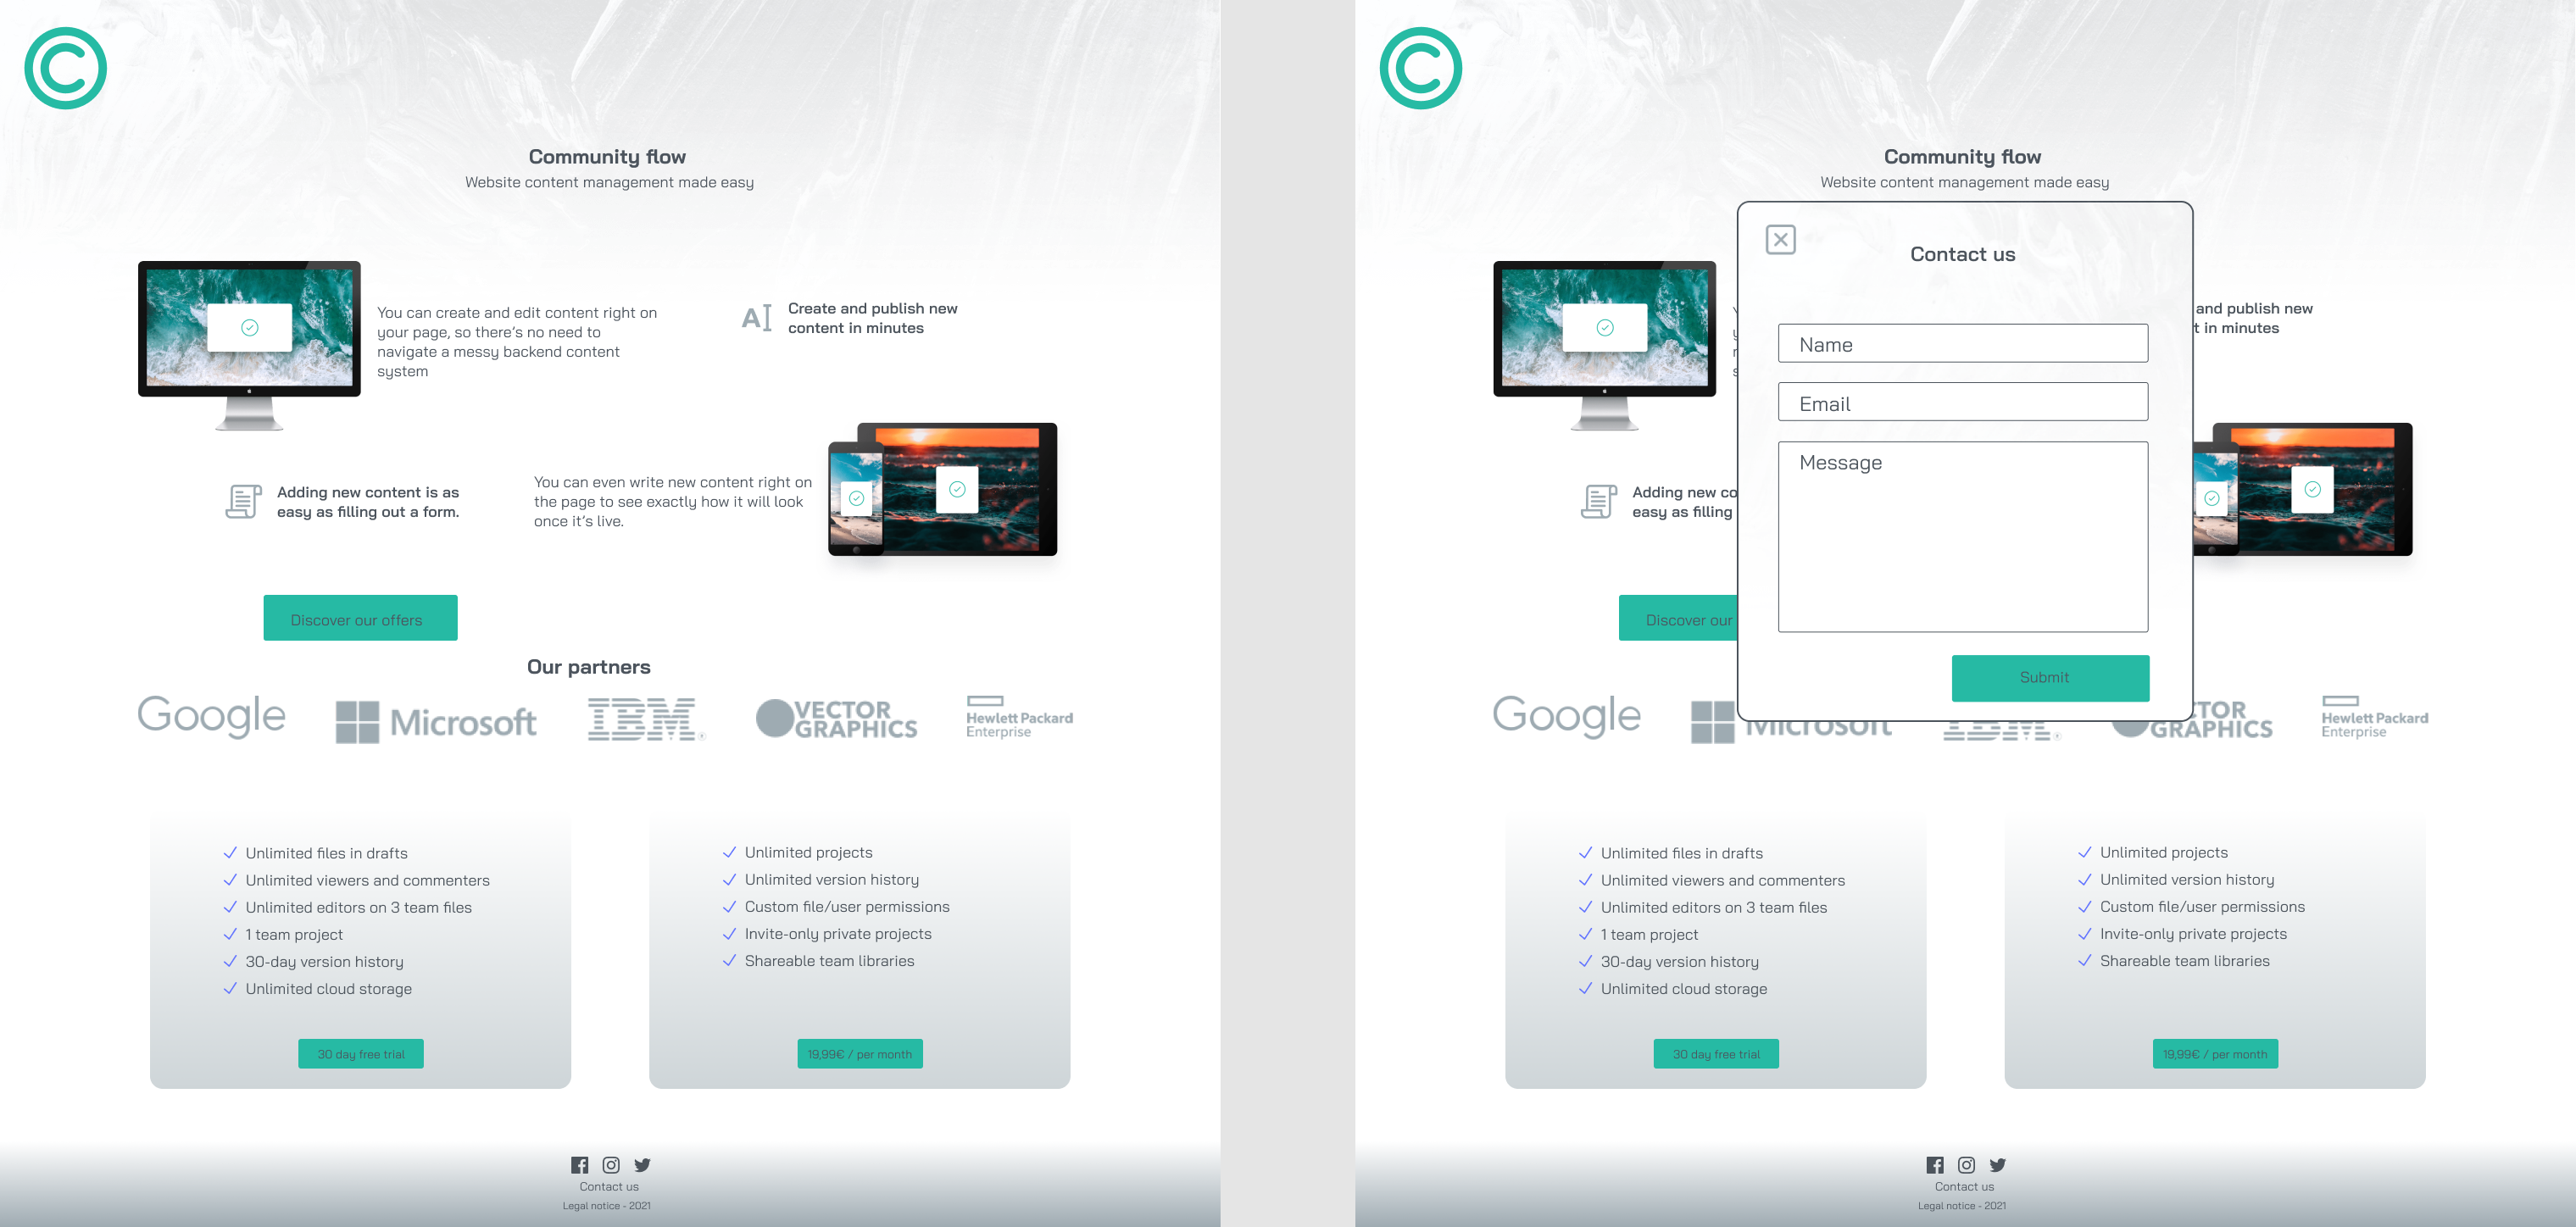 Community flow
Website content management made easy
You can create and edit content right on
your page, so there's no need to
navigate a messy backend content
system
A
Create and publish new
content in minutes
Adding new content is as
easy as filling out a form.
You can even write new content right on
the page to see exactly how it will look
once it's live.
Discover our offers
Our partners
Google
Microsoft
IBM
VECTOR
GRAPHICS
Hewlett Packard
Enterprise
Unlimited files in drafts
Unlimited viewers and commenters
Unlimited editors on 3 team files
1 team project
30-day version history
Unlimited cloud storage
30 day free trial
Unlimited projects
Unlimited version history
Custom file/user permissions
Invite-only private projects
Shareable team libraries
19,99€ / per month
Contact us
Legal notice - 2021
Community flow
Website content management made easy
Contact us
Name
Email
Message
Submit
and publish new
t in minutes
Adding new co
easy as filling
Discover our
Google
Microsoft
IBM
TOR
GRAPHICS
Hewlett Packard
Enterprise
Unlimited files in drafts
Unlimited viewers and commenters
Unlimited editors on 3 team files
1 team project
30-day version history
Unlimited cloud storage
30 day free trial
Unlimited projects
Unlimited version history
Custom file/user permissions
Invite-only private projects
Shareable team libraries
19,99€ / per month
Contact us
Legal notice - 2021